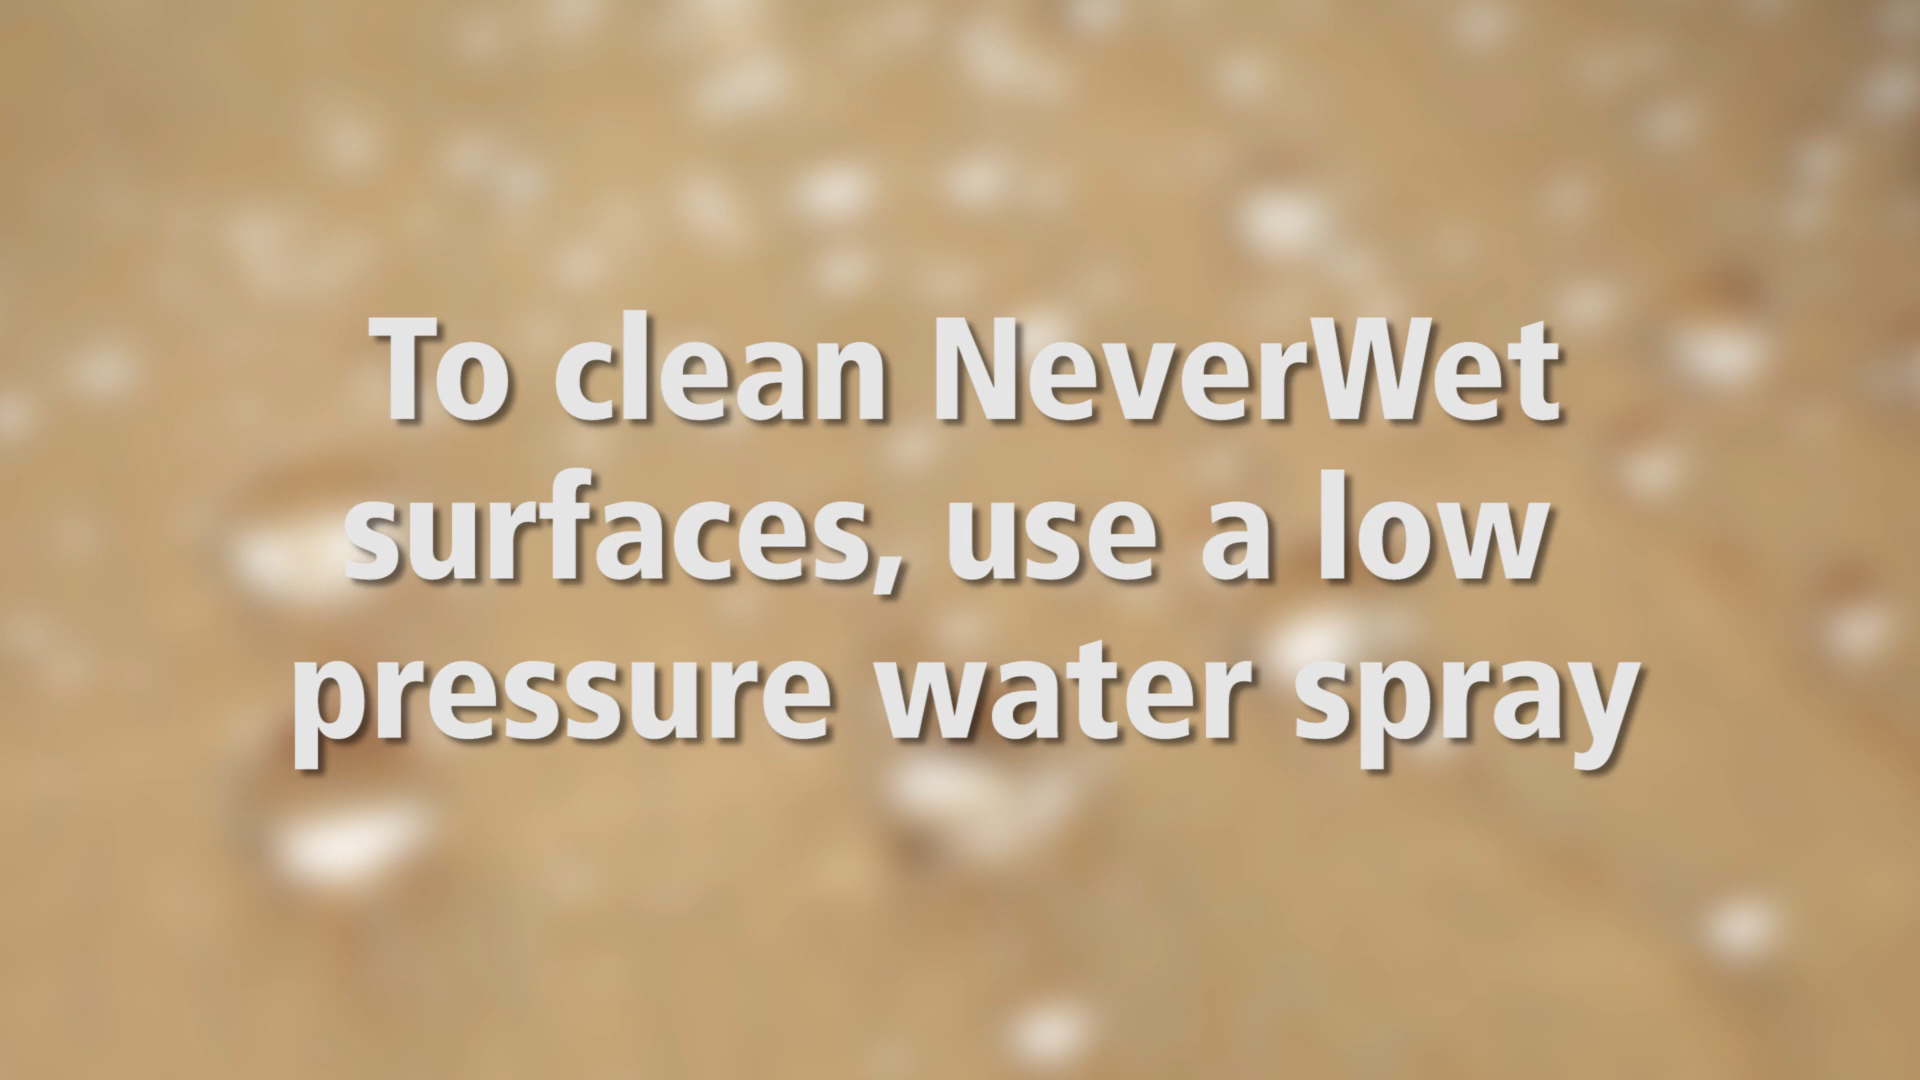 To clean NeverWet
surfaces, use a low
pressure water spray